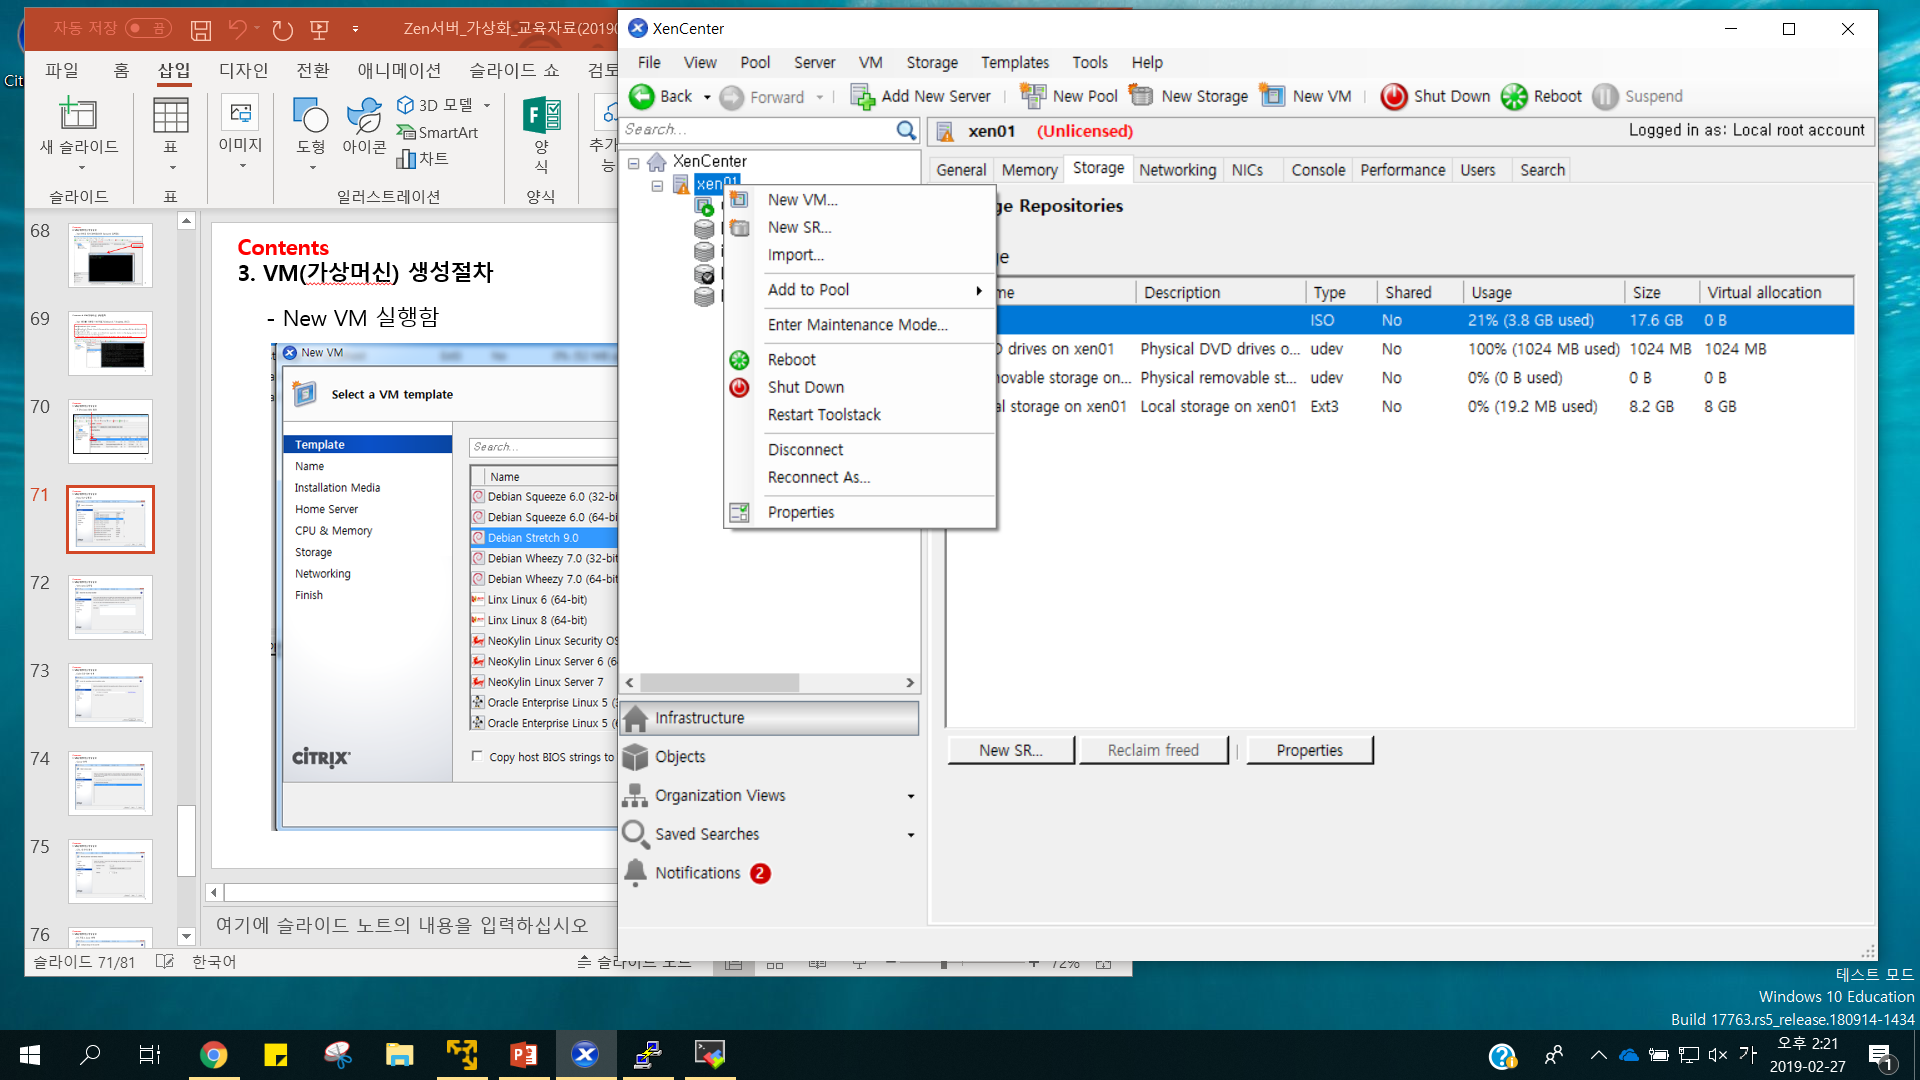 Cit
자동 저장
끔
Zen서버_가상화_교육자료(2019
파일 홈 삽입 디자인 전환 애니메이션 슬라이드 쇼 검토
새 슬라이드
슬라이드
표
표
이미지
도형
아이콘
3D 모델
SmartArt
차트
일러스트레이션
양
식
양식
추가
능
68
69
70
71
72
73
74
75
76
Contents
3. VM(가상머신) 생성절차
- New VM 실행함
New VM
Select a VM template
Template
Name
Installation Media
Home Server
CPU & Memory
Storage
Networking
Finish
CITRIX
Search...
Name
Debian Squeeze 6.0 (32-bi
Debian Squeeze 6.0 (64-bi
Debian Stretch 9.0
Debian Wheezy 7.0 (32-bit
Debian Wheezy 7.0 (64-bit
Linx Linux 6 (64-bit)
Linx Linux 8 (64-bit)
NeoKylin Linux Security OS
NeoKylin Linux Server 6 (6
NeoKylin Linux Server 7
Oracle Enterprise Linux 5 (3
Oracle Enterprise Linux 5 (6
Copy host BIOS strings to
여기에 슬라이드 노트의 내용을 입력하십시오
슬라이드 71/81 한국어
슬라이드 노트
72%
XenCenter
File View Pool Server VM Storage Templates Tools Help
Back Forward Add New Server New Pool New Storage New VM Shut Down Reboot Suspend
Search...
xen01 (Unlicensed)
Logged in as: Local root account
XenCenter
xen01
General Memory Storage Networking NICs Console Performance Users Search
ge Repositories
ge
New VM...
New SR...
Import...
Add to Pool
Enter Maintenance Mode...
Reboot
Shut Down
Restart Toolstack
Disconnect
Reconnect As...
Properties
me Description Type Shared Usage Size Virtual allocation
ISO No 21% (3.8 GB used) 17.6 GB 0 B
D drives on xen01 Physical DVD drives o... udev No 100% (1024 MB used) 1024 MB 1024 MB
ovable storage on... Physical removable st... udev No 0% (0 B used) 0 B 0 B
al storage on xen01 Local storage on xen01 Ext3 No 0% (19.2 MB used) 8.2 GB 8 GB
New SR... Reclaim freed Properties
Infrastructure
Objects
Organization Views
Saved Searches
Notifications 2
테스트 모드
Windows 10 Education
Build 17763.rs5_release.180914-1434
가
오후 2:21
2019-02-27
1